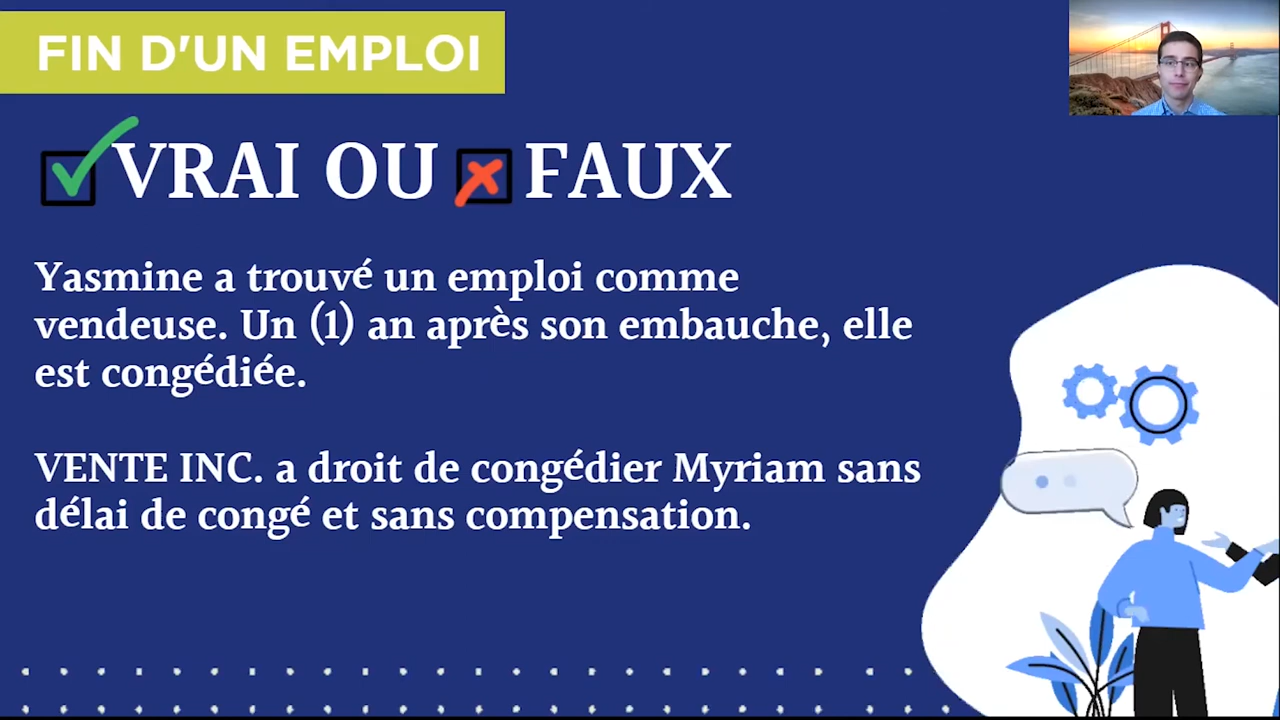 FIN D'UN EMPLOI
VRAI OU FAUX
Yasmine a trouvé un emploi comme
vendeuse. Un (1) an après son embauche, elle
est congédiée.
VENTE INC. a droit de congédier Myriam sans
délai de congé et sans compensation.